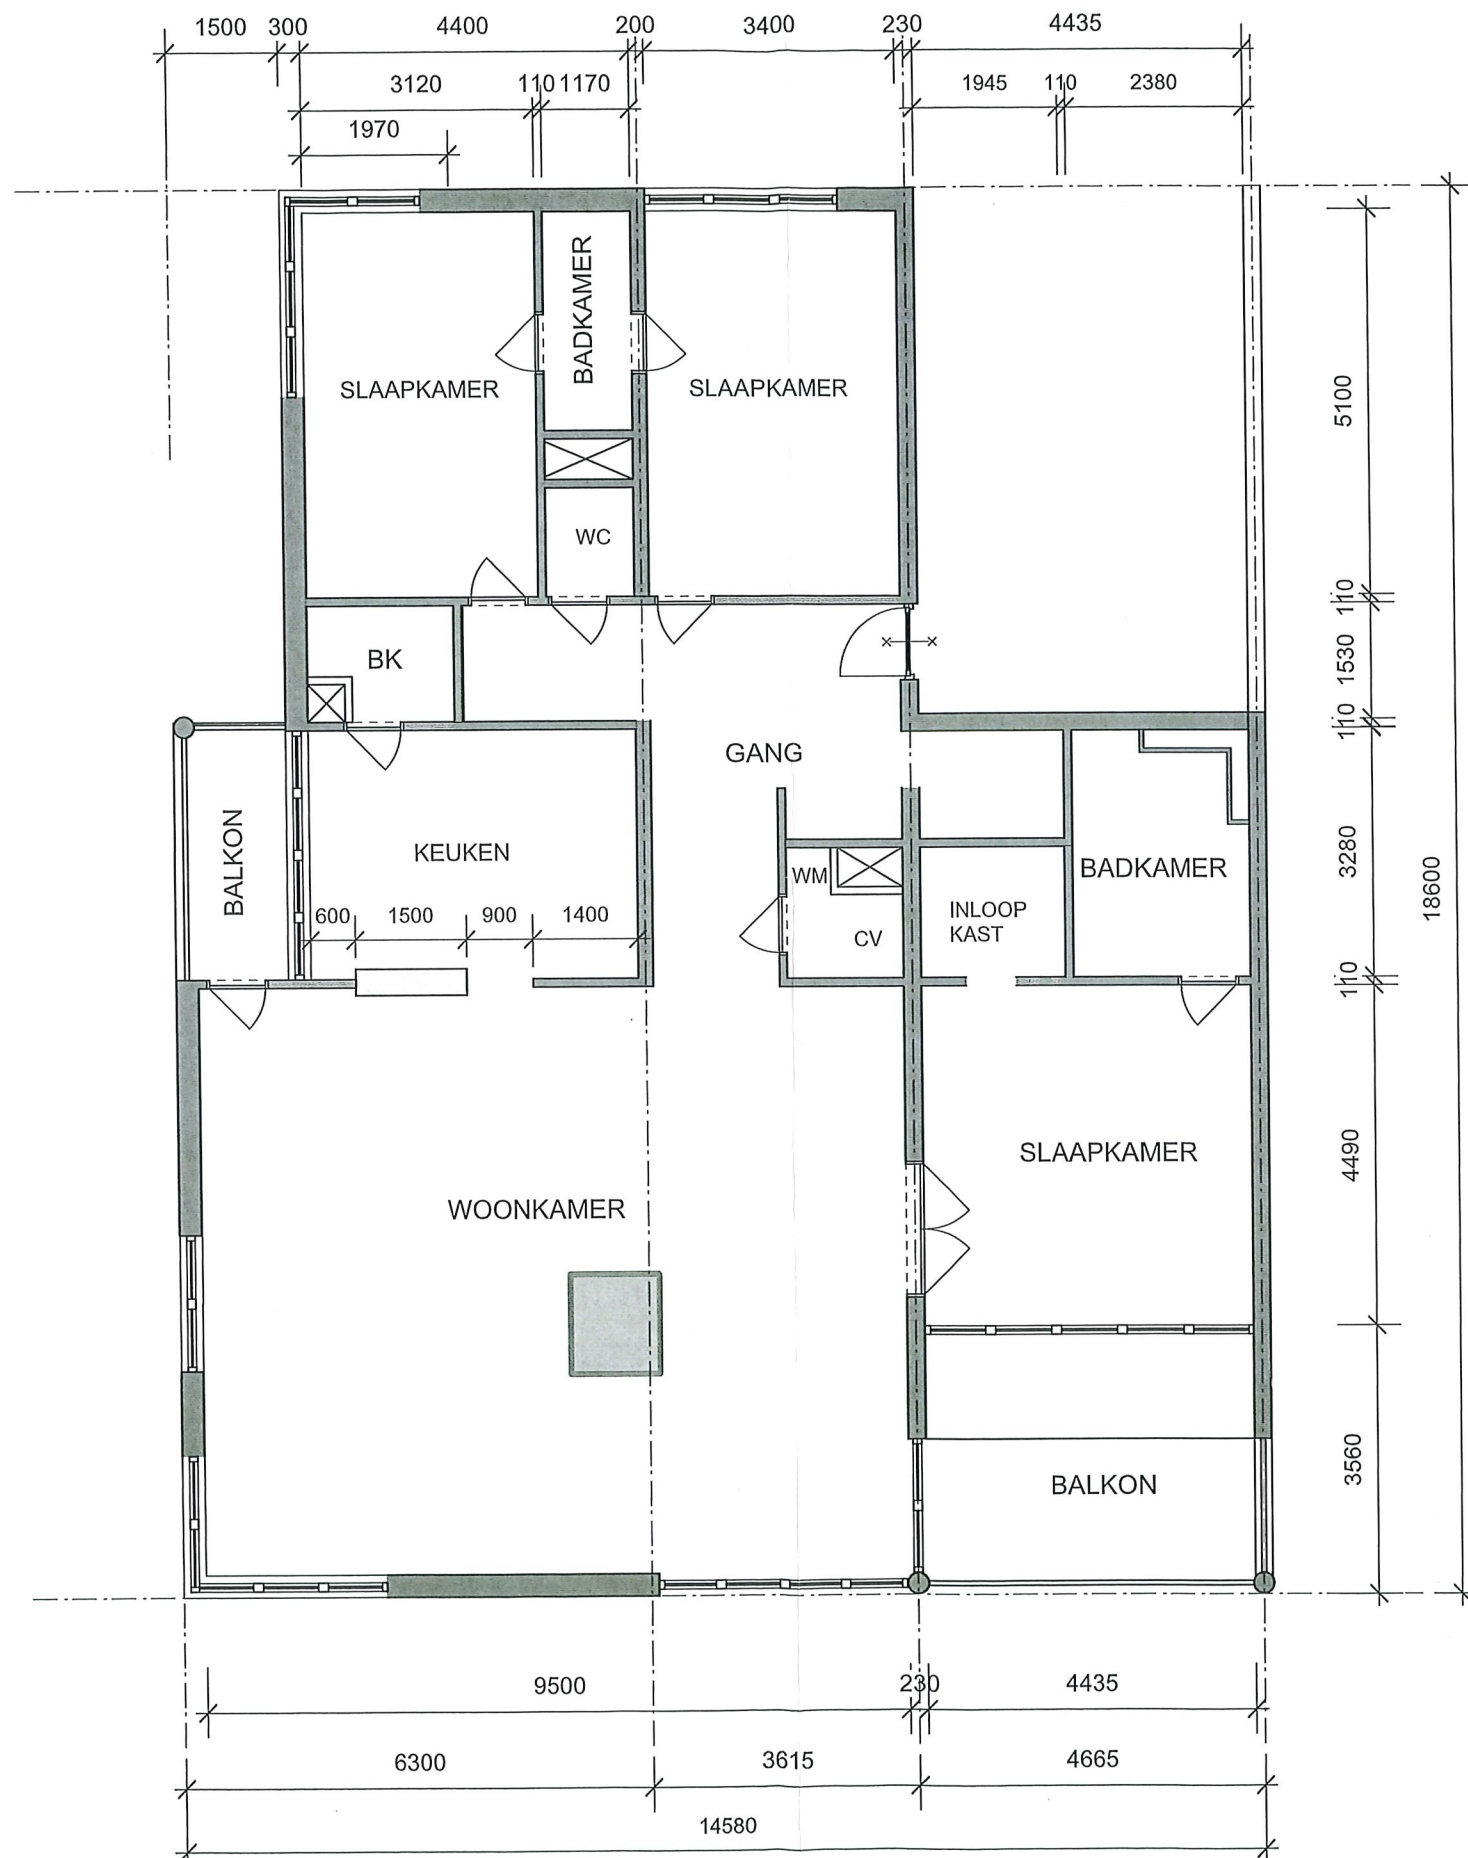 1500 300 4400 200 3400 230 4435
3120 110 1170 1945 110 2380
1970
BADKAMER
SLAAPKAMER
SLAAPKAMER
5100
WC
110
BK
1530
110
GANG
BALKON
KEUKEN
WM
BADKAMER
3280
18600
600 1500 900 1400
CV
INLOOP
KAST
110
SLAAPKAMER
4490
WOONKAMER
BALKON
3560
9500 230 4435
6300 3615 4665
14580